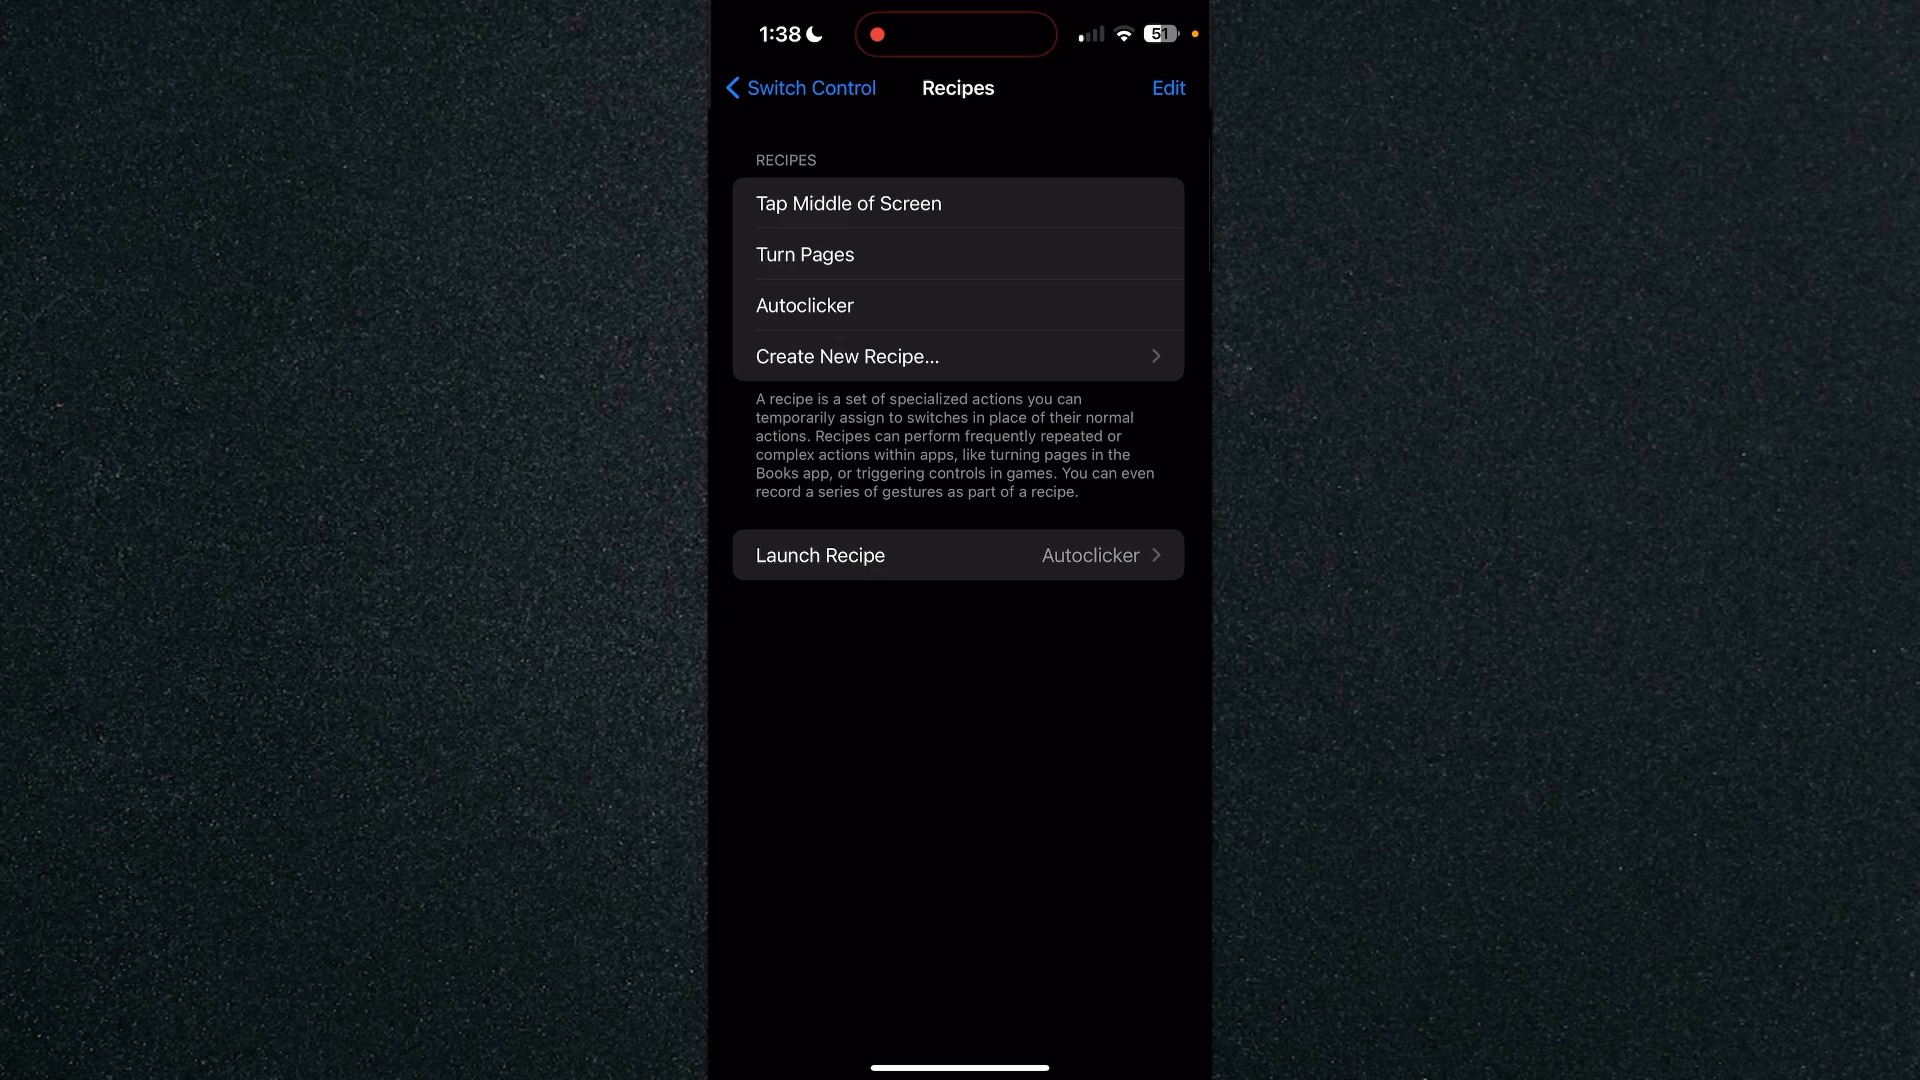 1:38
51
Switch Control
Recipes
Edit
RECIPES
Tap Middle of Screen
Turn Pages
Autoclicker
Create New Recipe...
A recipe is a set of specialized actions you can
temporarily assign to switches in place of their normal
actions. Recipes can perform frequently repeated or
complex actions within apps, like turning pages in the
Books app, or triggering controls in games. You can even
record a series of gestures as part of a recipe.
Launch Recipe
Autoclicker